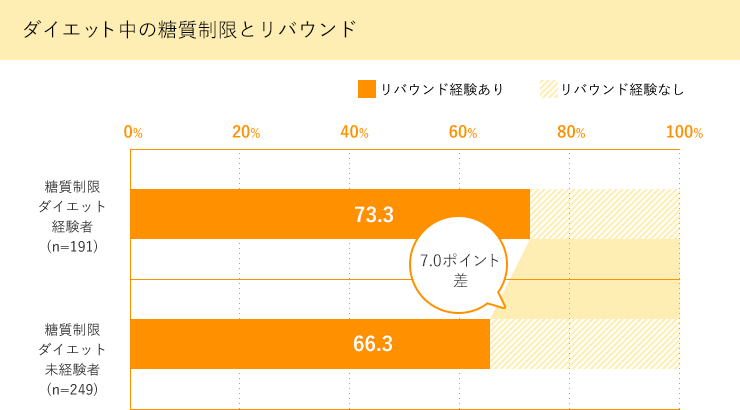 ダイエット中の糖質制限とリバウンド
リバウンド経験あり
リバウンド経験なし
0%
20%
40%
60%
80%
100%
糖質制限
ダイエット
経験者
(n=191)
73.3
7.0ポイント
差
糖質制限
ダイエット
未経験者
(n=249)
66.3